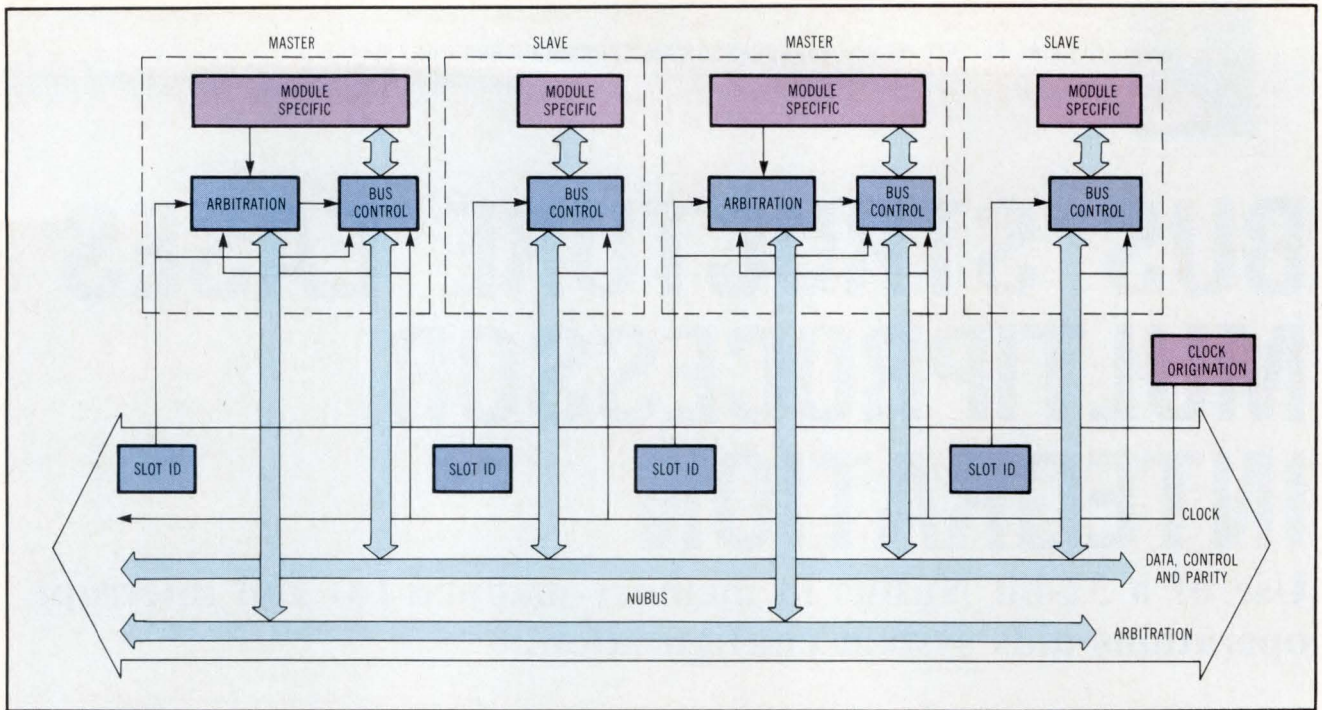 MASTER
SLAVE
MASTER
SLAVE
MODULE
SPECIFIC
MODULE
SPECIFIC
MODULE
SPECIFIC
MODULE
SPECIFIC
ARBITRATION
BUS
CONTROL
BUS
CONTROL
ARBITRATION
BUS
CONTROL
BUS
CONTROL
CLOCK
ORIGINATION
SLOT ID
SLOT ID
SLOT ID
SLOT ID
CLOCK
DATA, CONTROL
AND PARITY
NUBUS
ARBITRATION